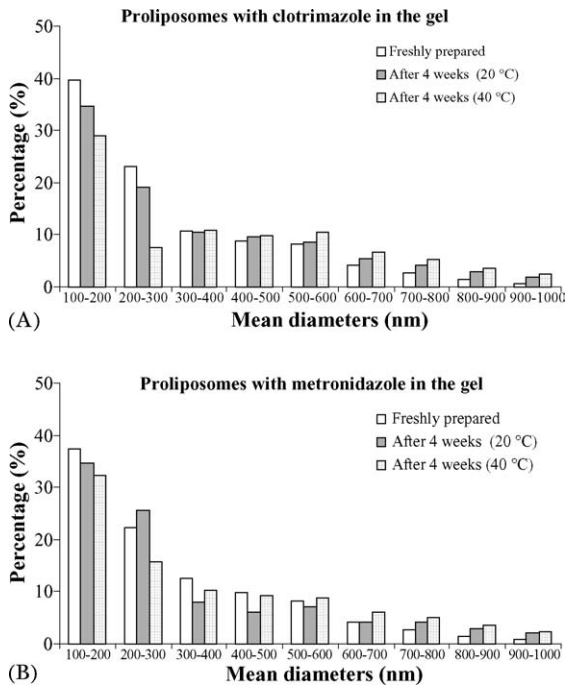 Proliposomes with clotrimazole in the gel
50
40
30
20
10
0
Percentage (%)
Freshly prepared
After 4 weeks (20 °C)
After 4 weeks (40 °C)
100-200 200-300 300-400 400-500 500-600 600-700 700-800 800-900 900-1000
(A)
Mean diameters (nm)
Proliposomes with metronidazole in the gel
50
40
30
20
10
0
Percentage (%)
Freshly prepared
After 4 weeks (20 °C)
After 4 weeks (40 °C)
100-200 200-300 300-400 400-500 500-600 600-700 700-800 800-900 900-1000
(B)
Mean diameters (nm)